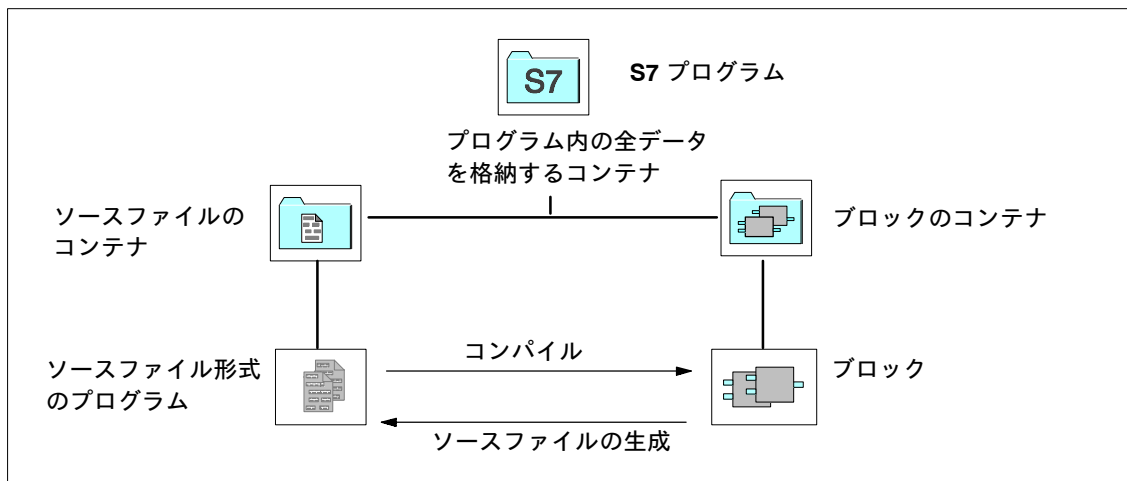 S7
S7 プログラム
プログラム内の全データ
を格納するコンテナ
ソースファイルの
コンテナ
ブロックのコンテナ
ソースファイル形式
のプログラム
コンパイル
ブロック
ソースファイルの生成